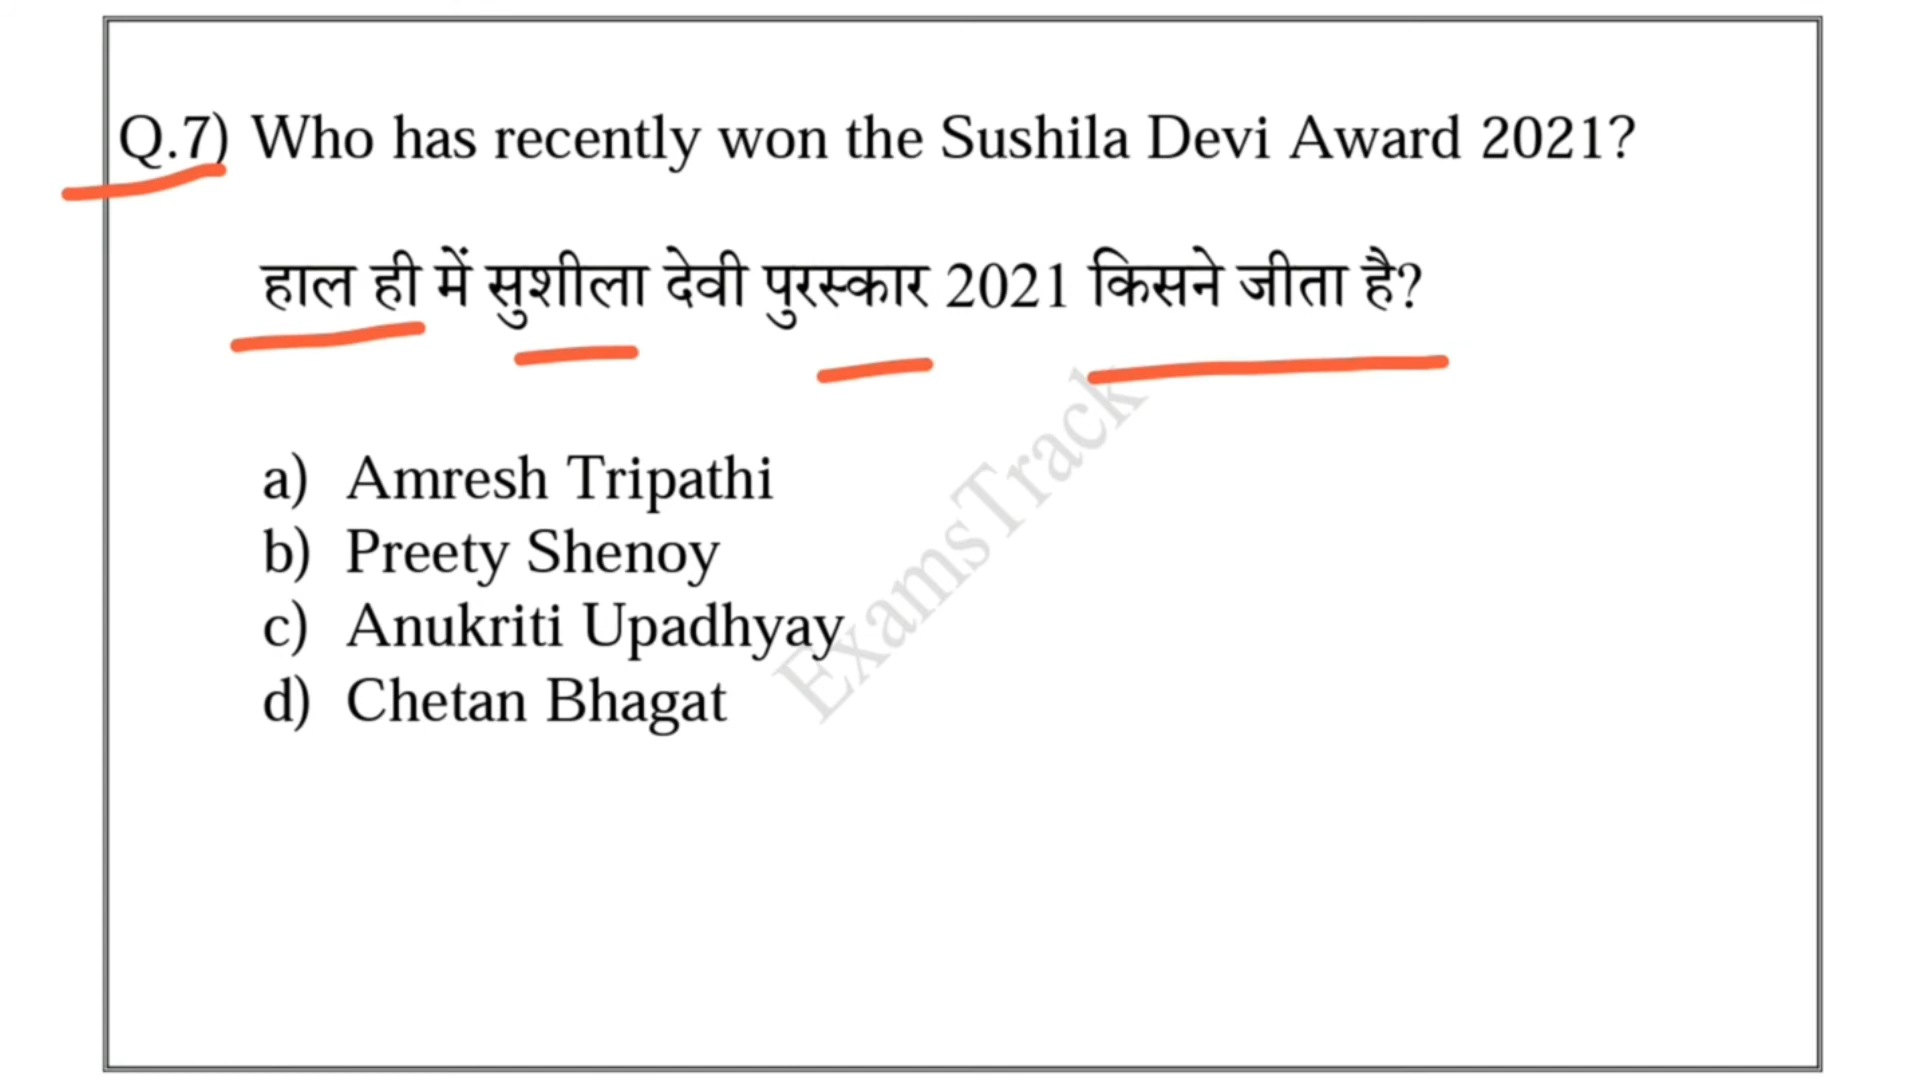 Q.7) Who has recently won the Sushila Devi Award 2021?
हाल ही में सुशीला देवी पुरस्कार 2021 किसने जीता है?
a) Amresh Tripathi
b) Preety Shenoy
c) Anukriti Upadhyay
d) Chetan Bhagat
ExamsTrack